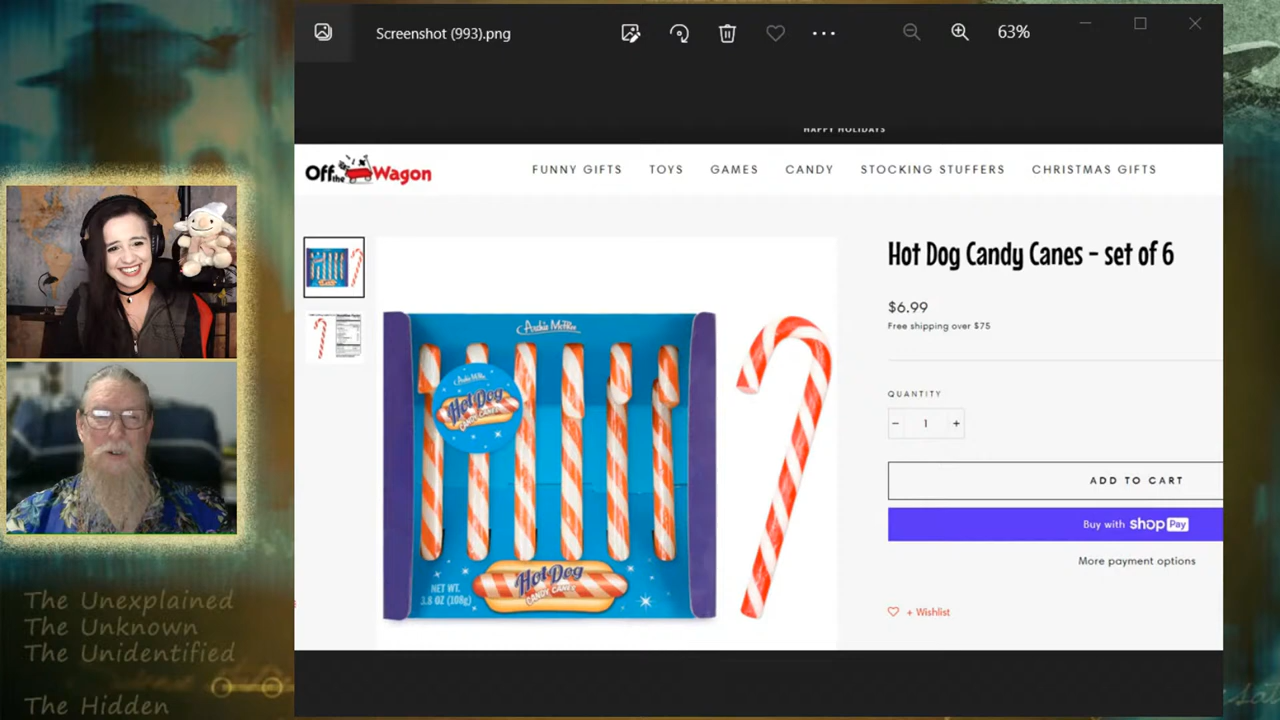 Screenshot (993).png
63%
HAPPY HOLIDAYS
Off the Wagon
FUNNY GIFTS TOYS GAMES CANDY STOCKING STUFFERS CHRISTMAS GIFTS
Hot Dog Candy Canes - set of 6
$6.99
Free shipping over $75
QUANTITY
− 1 +
ADD TO CART
Buy with shop Pay
More payment options
+ Wishlist
Archie McPhee
Archie McPhee
Hot Dog
CANDY CANES
Hot Dog
CANDY CANES
NET WT.
3.8 OZ (108g)
The Unexplained
The Unknown
The Unidentified
The Hidden